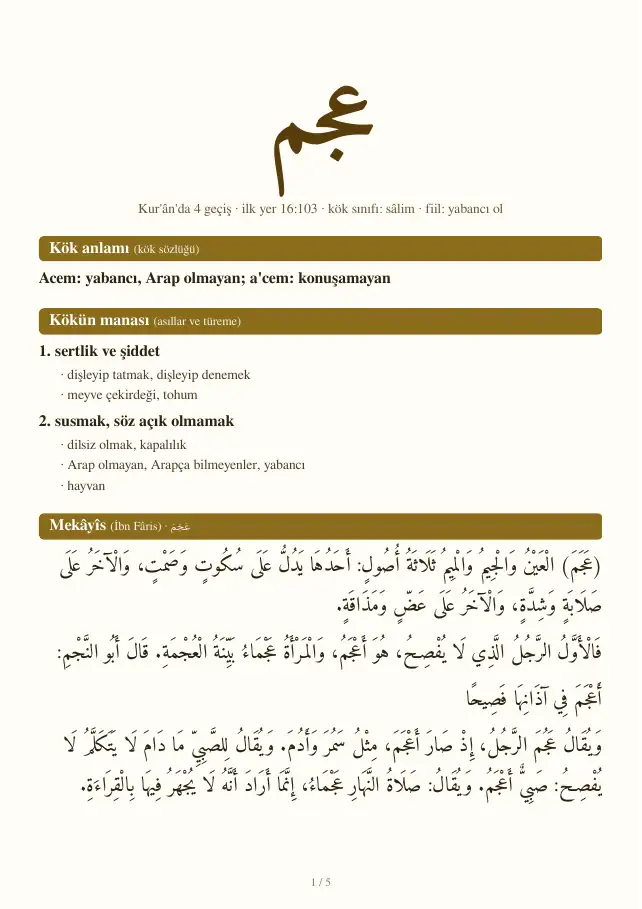 عجم
Kur'ân'da 4 geçiş · ilk yer 16:103 · kök sınıfı: sâlim · fiil: yabancı ol
Kök anlamı (kök sözlüğü)
Acem: yabancı, Arap olmayan; a'cem: konuşamayan
Kökün manası (asıllar ve türeme)
1. sertlik ve şiddet
· dişleyip tatmak, dişleyip denemek
· meyve çekirdeği, tohum
2. susmak, söz açık olmamak
· dilsiz olmak, kapalılık
· Arap olmayan, Arapça bilmeyenler, yabancı
· hayvan
Mekâyîs (İbn Fâris) · عَجَمَ
(عَجَمَ) الْعَيْنُ وَالْجِيمُ وَالْمِيمُ ثَلَاثَةُ أُصُولٍ: أَحَدُهَا يَدُلُّ عَلَى سُكُوتٍ وَصَمْتٍ، وَالْآخَرُ عَلَى
صَلَابَةٍ وَشِدَّةٍ، وَالْآخَرُ عَلَى عَضٍّ وَمَذَاقَةٍ.
فَالْأَوَّلُ الرَّجُلُ الَّذِي لَا يُفْصِحُ، هُوَ أَعْجَمُ، وَالْمَرْأَةُ عَجْمَاءُ بَيِّنَةُ الْعُجْمَةِ. قَالَ أَبُو النَّجْمِ:
أَعْجَمَ فِي آذَانِهَا فَصِيحًا
وَيُقَالُ عَجُمَ الرَّجُلُ، إِذْ صَارَ أَعْجَمَ، مِثْلُ سَمُرَ وَأَدُمَ. وَيُقَالُ لِلصَّبِيِّ مَا دَامَ لَا يَتَكَلَّمُ لَا
يُفْصِحُ: صَبِيٌّ أَعْجَمُ. وَيُقَالُ: صَلَاةُ النَّهَارِ عَجْمَاءُ، إِنَّمَا أَرَادَ أَنَّهُ لَا يُجْهَرُ فِيهَا بِالْقِرَاءَةِ.
1 / 5